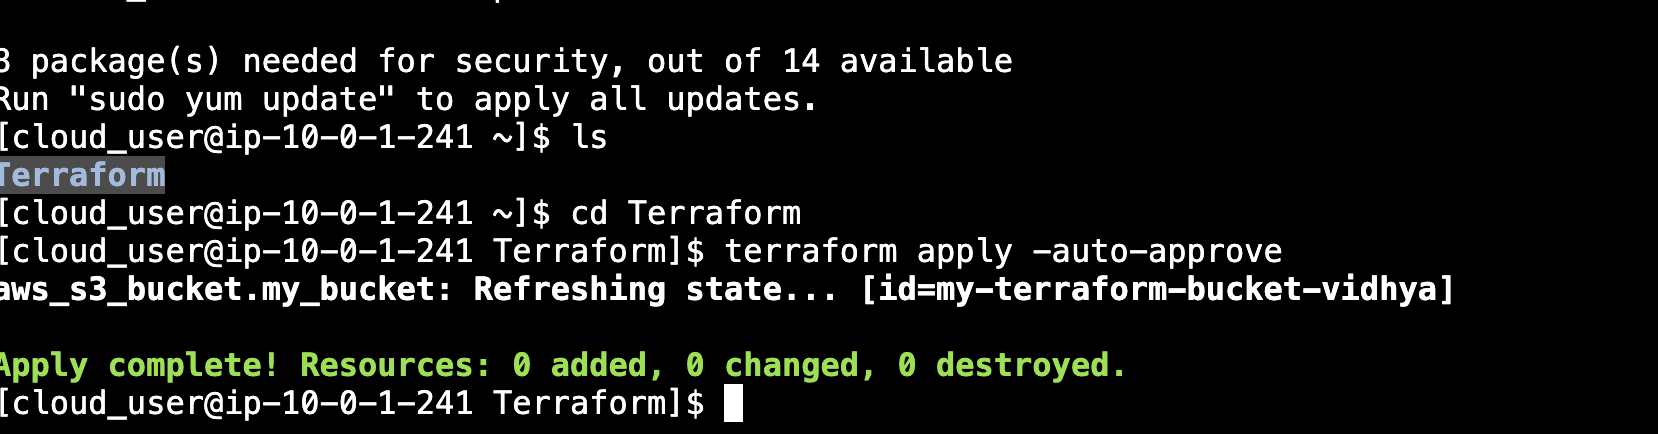 8 package(s) needed for security, out of 14 available
Run "sudo yum update" to apply all updates.
[cloud_user@ip-10-0-1-241 ~]$ ls
Terraform
[cloud_user@ip-10-0-1-241 ~]$ cd Terraform
[cloud_user@ip-10-0-1-241 Terraform]$ terraform apply -auto-approve
aws_s3_bucket.my_bucket: Refreshing state... [id=my-terraform-bucket-vidhya]
Apply complete! Resources: 0 added, 0 changed, 0 destroyed.
[cloud_user@ip-10-0-1-241 Terraform]$